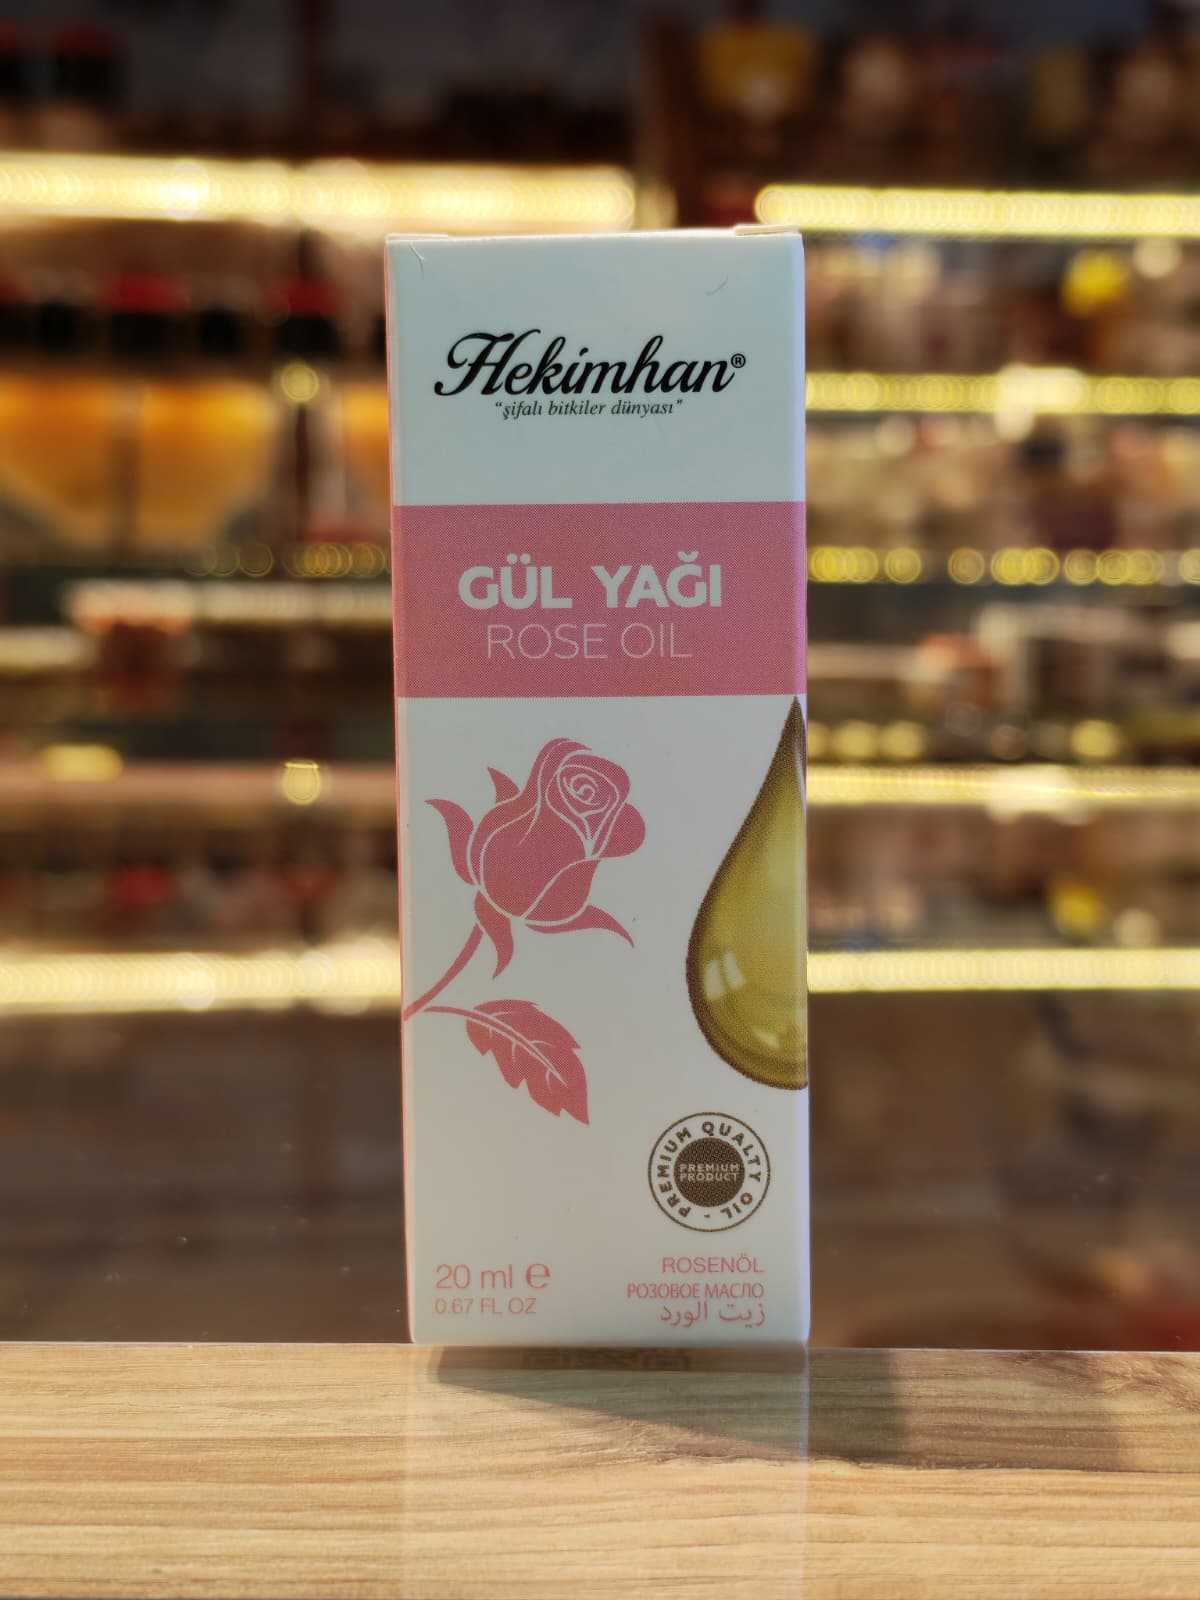 Hekimhan®
"şifalı bitkiler dünyası"
GÜL YAĞI
ROSE OIL
PREMIUM QUALTY OIL -
PREMIUM
PRODUCT
20 ml ℮
0.67 FL OZ
ROSENÖL
РОЗОВОЕ МАСЛО
زيت الورد